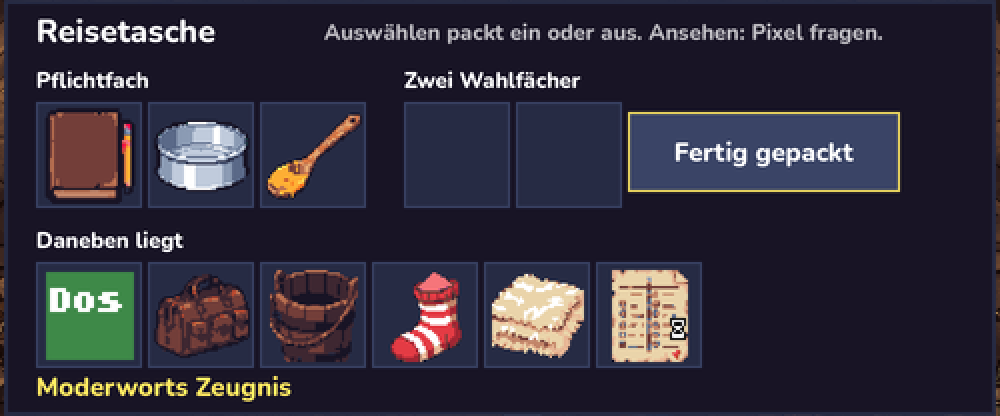 Reisetasche
Auswählen packt ein oder aus. Ansehen: Pixel fragen.
Pflichtfach
Zwei Wahlfächer
Fertig gepackt
Daneben liegt
Dos
Moderworts Zeugnis